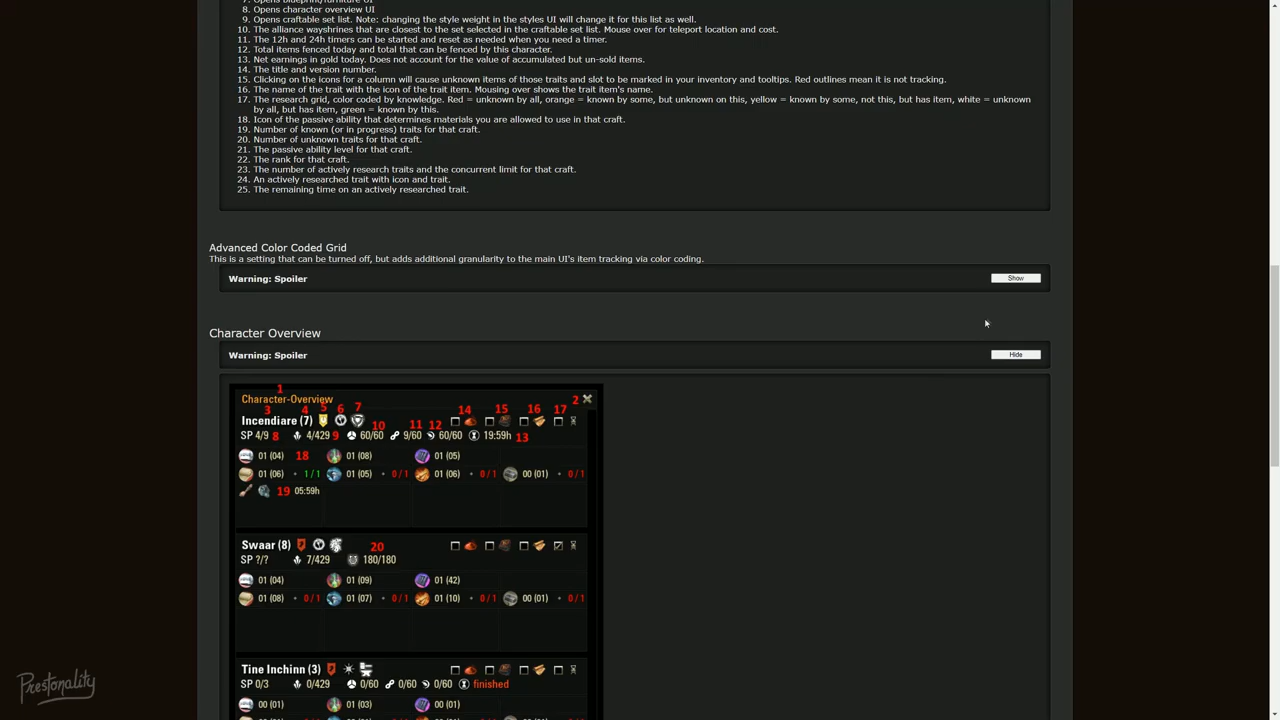 7. Opens blueprint/furniture UI
8. Opens character overview UI
9. Opens craftable set list. Note: changing the style weight in the styles UI will change it for this list as well.
10. The alliance wayshrines that are closest to the set selected in the craftable set list. Mouse over for teleport location and cost.
11. The 12h and 24h timers can be started and reset as needed when you need a timer.
12. Total items fenced today and total that can be fenced by this character.
13. Net earnings in gold today. Does not account for the value of accumulated but un-sold items.
14. The title and version number.
15. Clicking on the icons for a column will cause unknown items of those traits and slot to be marked in your inventory and tooltips. Red outlines mean it is not tracking.
16. The name of the trait with the icon of the trait item. Mousing over shows the trait item's name.
17. The research grid, color coded by knowledge. Red = unknown by all, orange = known by some, but unknown on this, yellow = known by some, not this, but has item, white = unknown
by all, but has item, green = known by this.
18. Icon of the passive ability that determines materials you are allowed to use in that craft.
19. Number of known (or in progress) traits for that craft.
20. Number of unknown traits for that craft.
21. The passive ability level for that craft.
22. The rank for that craft.
23. The number of actively research traits and the concurrent limit for that craft.
24. An actively researched trait with icon and trait.
25. The remaining time on an actively researched trait.
Advanced Color Coded Grid
This is a setting that can be turned off, but adds additional granularity to the main UI's item tracking via color coding.
Warning: Spoiler Show
Character Overview
Warning: Spoiler Hide
1
Character-Overview 2
3 4 5 6 7 14 15 16 17
Incendiare (7)
10 11 12
SP 4/9 8 4/429 9 60/60 9/60 60/60 19:59h 13
01 (04) 18 01 (08) 01 (05)
01 (06) 1 / 1 01 (05) 0 / 1 01 (06) 0 / 1 00 (01) 0 / 1
19 05:59h
Swaar (8) 20
SP ?/? 7/429 180/180
01 (04) 01 (09) 01 (42)
01 (08) 0 / 1 01 (07) 0 / 1 01 (10) 0 / 1 00 (01) 0 / 1
Tine Inchinn (3)
SP 0/3 0/429 0/60 0/60 0/60 finished
00 (01) 01 (03) 00 (01)
Prestonality